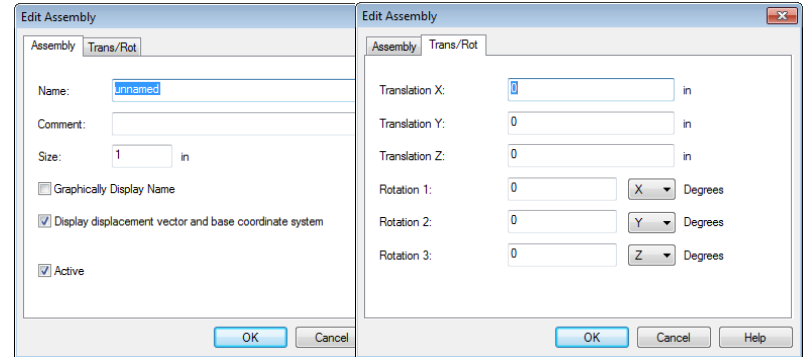 Edit Assembly
Assembly Trans/Rot
Name: unnamed
Comment:
Size: 1 in
Graphically Display Name
Display displacement vector and base coordinate system
Active
OK Cancel
Edit Assembly
Assembly Trans/Rot
Translation X: 0 in
Translation Y: 0 in
Translation Z: 0 in
Rotation 1: 0 X Degrees
Rotation 2: 0 Y Degrees
Rotation 3: 0 Z Degrees
OK Cancel Help